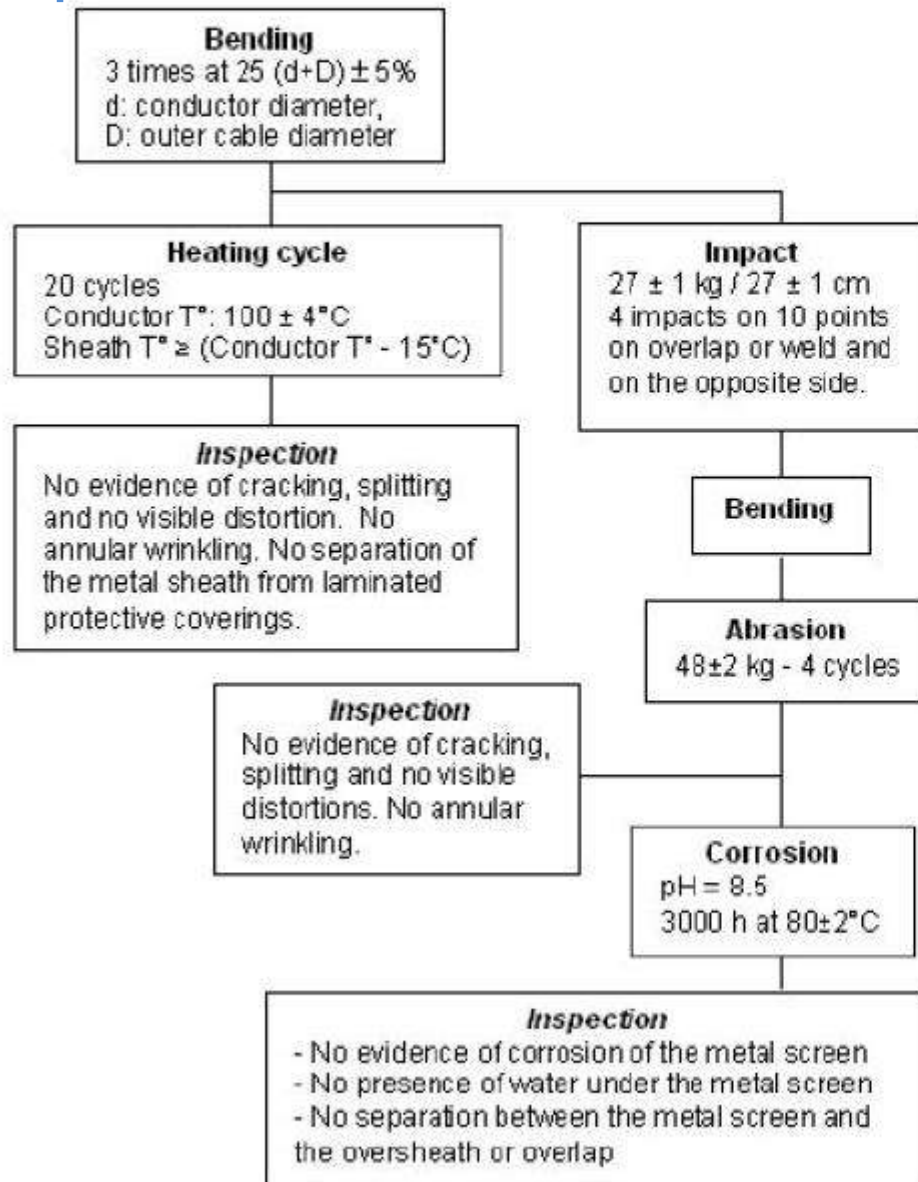 Bending
3 times at 25 (d+D) ± 5%
d: conductor diameter,
D: outer cable diameter
Heating cycle
20 cycles
Conductor T°: 100 ± 4°C
Sheath T° ≥ (Conductor T° - 15°C)
Inspection
No evidence of cracking, splitting
and no visible distortion. No
annular wrinkling. No separation of
the metal sheath from laminated
protective coverings.
Impact
27 ± 1 kg / 27 ± 1 cm
4 impacts on 10 points
on overlap or weld and
on the opposite side.
Bending
Abrasion
48±2 kg - 4 cycles
Inspection
No evidence of cracking,
splitting and no visible
distortions. No annular
wrinkling.
Corrosion
pH = 8.5
3000 h at 80±2°C
Inspection
- No evidence of corrosion of the metal screen
- No presence of water under the metal screen
- No separation between the metal screen and
the oversheath or overlap